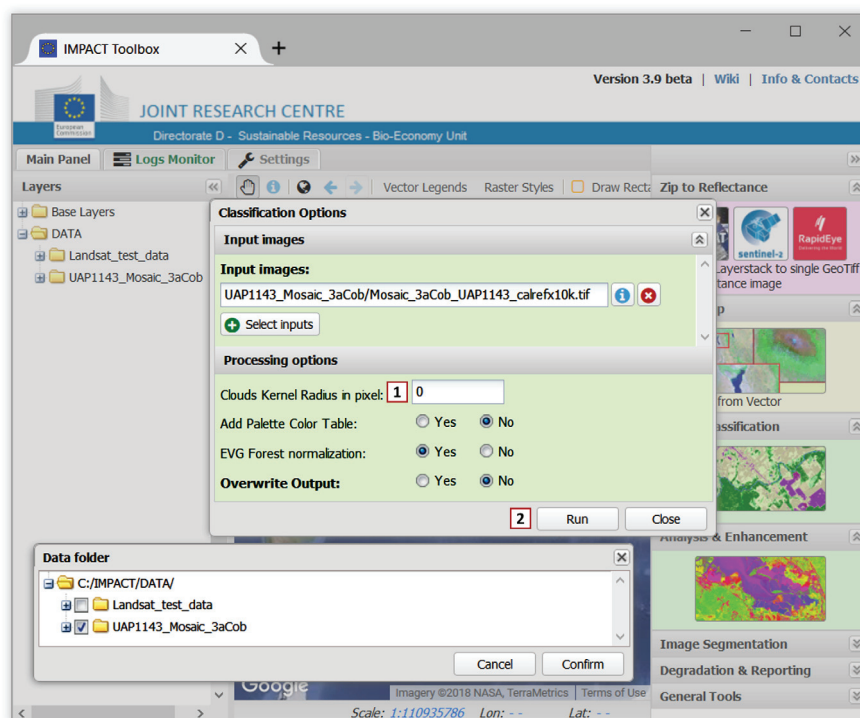 IMPACT Toolbox
Version 3.9 beta | Wiki | Info & Contacts
European Commission
JOINT RESEARCH CENTRE
Directorate D - Sustainable Resources - Bio-Economy Unit
Main Panel Logs Monitor Settings
Layers
Base Layers
DATA
Landsat_test_data
UAP1143_Mosaic_3aCob
Vector Legends Raster Styles Draw Recta
Zip to Reflectance
sentinel-2
RapidEye
Layerstack to single GeoTiff
tance image
p
from Vector
assification
Analysis & Enhancement
Image Segmentation
Degradation & Reporting
General Tools
Classification Options
Input images
Input images:
UAP1143_Mosaic_3aCob/Mosaic_3aCob_UAP1143_calrefx10k.tif
Select inputs
Processing options
Clouds Kernel Radius in pixel: 1 0
Add Palette Color Table: Yes No
EVG Forest normalization: Yes No
Overwrite Output: Yes No
2 Run Close
Data folder
C:/IMPACT/DATA/
Landsat_test_data
UAP1143_Mosaic_3aCob
Cancel Confirm
Google
Imagery ©2018 NASA, TerraMetrics Terms of Use
Scale: 1:110935786 Lon: - - Lat: - -